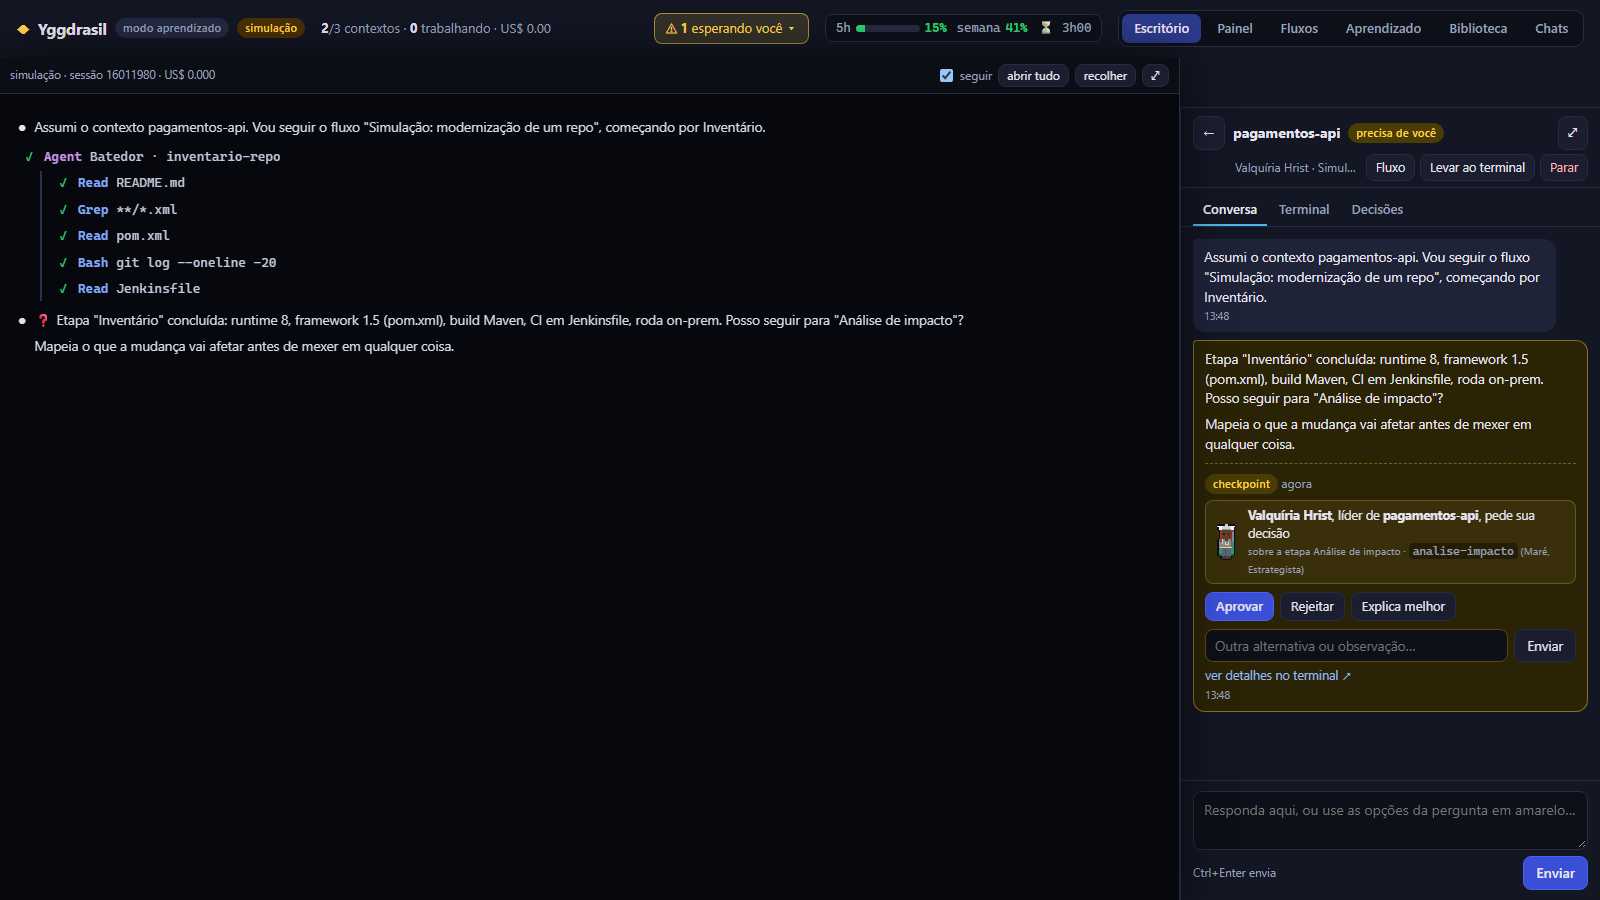 Yggdrasil modo aprendizado simulação 2/3 contextos · 0 trabalhando · US$ 0.00
⚠ 1 esperando você
5h 15% semana 41% ⌛ 3h00
Escritório Painel Fluxos Aprendizado Biblioteca Chats
simulação · sessão 16011980 · US$ 0.000
seguir abrir tudo recolher
● Assumi o contexto pagamentos-api. Vou seguir o fluxo "Simulação: modernização de um repo", começando por Inventário.
✓ Agent Batedor · inventario-repo
✓ Read README.md
✓ Grep **/*.xml
✓ Read pom.xml
✓ Bash git log --oneline -20
✓ Read Jenkinsfile
● ❓ Etapa "Inventário" concluída: runtime 8, framework 1.5 (pom.xml), build Maven, CI em Jenkinsfile, roda on-prem. Posso seguir para "Análise de impacto"?
Mapeia o que a mudança vai afetar antes de mexer em qualquer coisa.
← pagamentos-api precisa de você
Valquíria Hrist · Simul... Fluxo Levar ao terminal Parar
Conversa Terminal Decisões
Assumi o contexto pagamentos-api. Vou seguir o fluxo
"Simulação: modernização de um repo", começando por
Inventário.
13:48
Etapa "Inventário" concluída: runtime 8, framework 1.5
(pom.xml), build Maven, CI em Jenkinsfile, roda on-prem.
Posso seguir para "Análise de impacto"?
Mapeia o que a mudança vai afetar antes de mexer em
qualquer coisa.
checkpoint agora
Valquíria Hrist, líder de pagamentos-api, pede sua
decisão
sobre a etapa Análise de impacto · analise-impacto (Maré,
Estrategista)
Aprovar Rejeitar Explica melhor
Outra alternativa ou observação... Enviar
ver detalhes no terminal ↗
13:48
Responda aqui, ou use as opções da pergunta em amarelo...
Ctrl+Enter envia Enviar